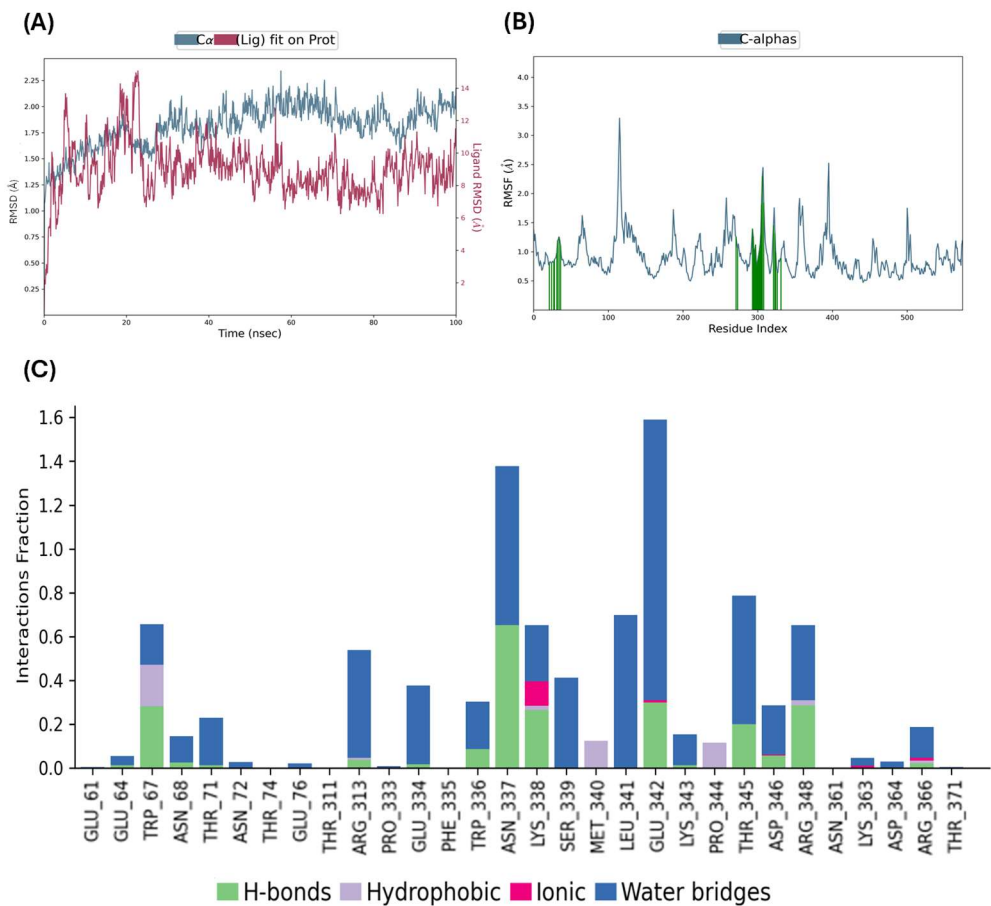 (A)
Cα (Lig) fit on Prot
RMSD (Å)
2.25
2.00
1.75
1.50
1.25
1.00
0.75
0.50
0.25
14
12
10
8
6
4
2
Ligand RMSD (Å)
0 20 40 60 80 100
Time (nsec)
(B)
C-alphas
RMSF (Å)
4.0
3.5
3.0
2.5
2.0
1.5
1.0
0.5
0 100 200 300 400 500
Residue Index
(C)
Interactions Fraction
1.6
1.4
1.2
1.0
0.8
0.6
0.4
0.2
0.0
GLU_61
GLU_64
TRP_67
ASN_68
THR_71
ASN_72
THR_74
GLU_76
THR_311
ARG_313
PRO_333
GLU_334
PHE_335
TRP_336
ASN_337
LYS_338
SER_339
MET_340
LEU_341
GLU_342
LYS_343
PRO_344
THR_345
ASP_346
ARG_348
ASN_361
LYS_363
ASP_364
ARG_366
THR_371
H-bonds Hydrophobic Ionic Water bridges